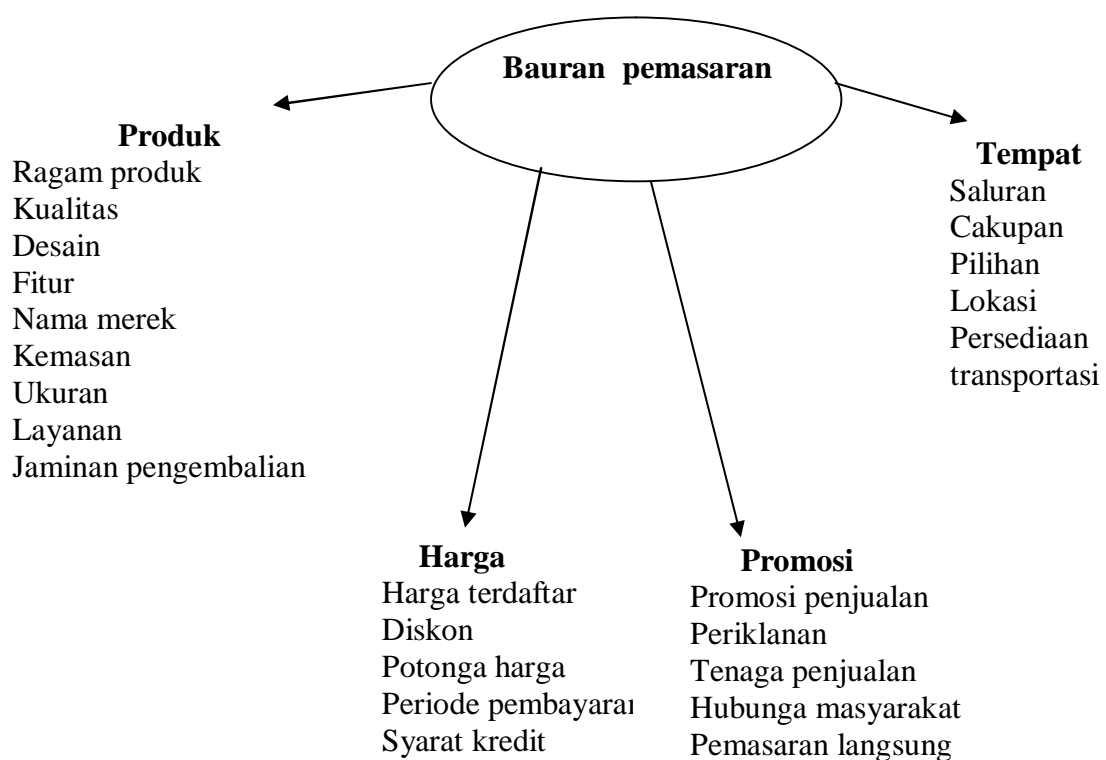 Bauran pemasaran
Produk
Ragam produk
Kualitas
Desain
Fitur
Nama merek
Kemasan
Ukuran
Layanan
Jaminan pengembalian
Tempat
Saluran
Cakupan
Pilihan
Lokasi
Persediaan
transportasi
Harga
Harga terdaftar
Diskon
Potonga harga
Periode pembayaran
Syarat kredit
Promosi
Promosi penjualan
Periklanan
Tenaga penjualan
Hubunga masyarakat
Pemasaran langsung